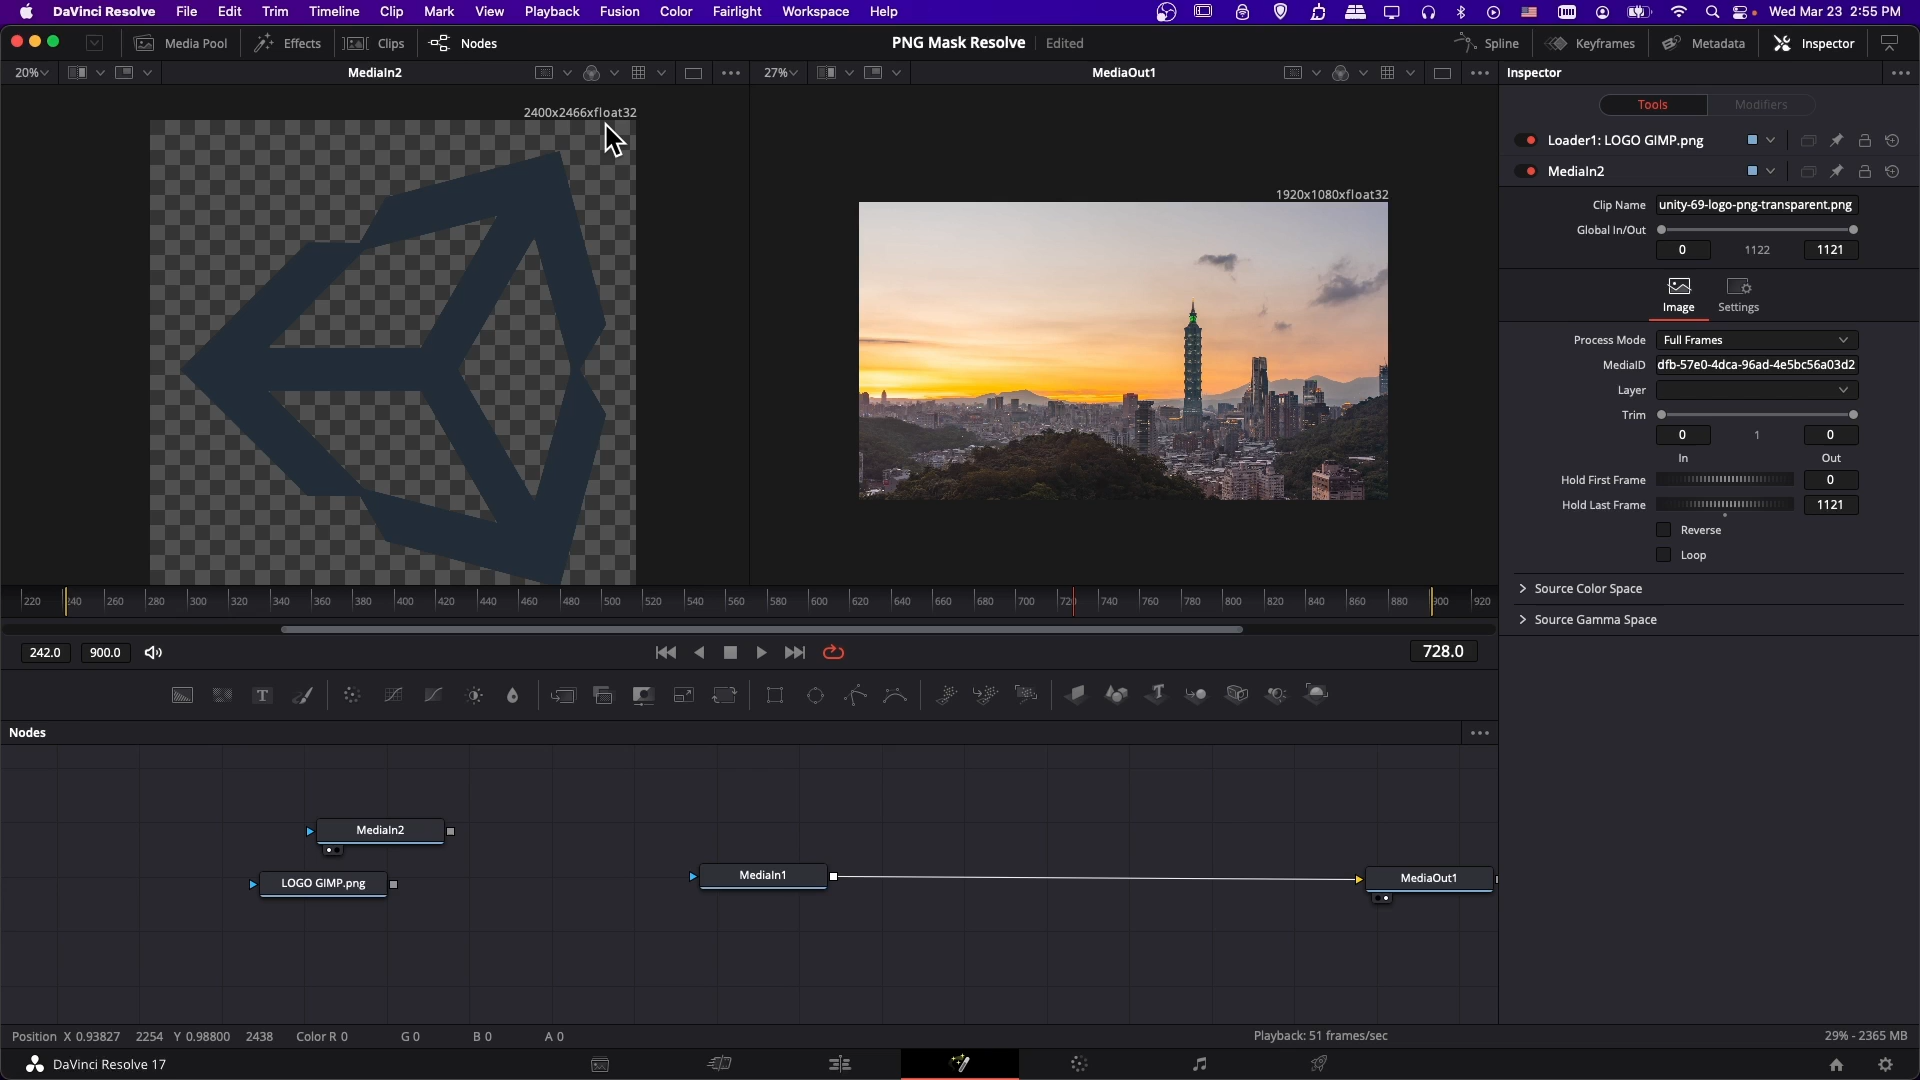 DaVinci Resolve File Edit Trim Timeline Clip Mark View Playback Fusion Color Fairlight Workspace Help Wed Mar 23 2:55 PM
Media Pool Effects Clips Nodes PNG Mask Resolve Edited Spline Keyframes Metadata Inspector
20% MediaIn2 27% MediaOut1 Inspector
2400x2466xfloat32
1920x1080xfloat32
Tools Modifiers
Loader1: LOGO GIMP.png
MediaIn2
Clip Name unity-69-logo-png-transparent.png
Global In/Out
0 1122 1121
Image Settings
Process Mode Full Frames
MediaID dfb-57e0-4dca-96ad-4e5bc56a03d2
Layer
Trim
0 1 0
In Out
Hold First Frame 0
Hold Last Frame 1121
Reverse
Loop
Source Color Space
Source Gamma Space
220 240 260 280 300 320 340 360 380 400 420 440 460 480 500 520 540 560 580 600 620 640 660 680 700 720 740 760 780 800 820 840 860 880 900 920
242.0 900.0 728.0
Nodes
MediaIn2
LOGO GIMP.png
MediaIn1
MediaOut1
Position X 0.93827 2254 Y 0.98800 2438 Color R 0 G 0 B 0 A 0 Playback: 51 frames/sec 29% - 2365 MB
DaVinci Resolve 17